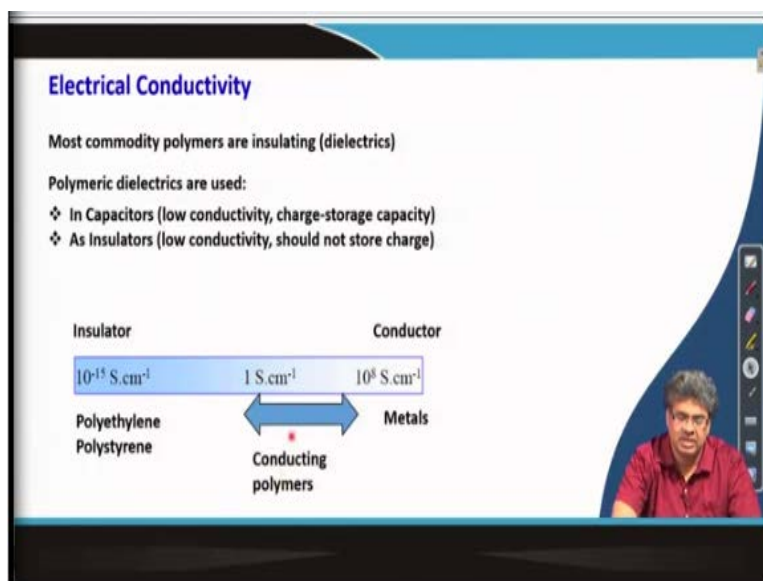 Electrical Conductivity
Most commodity polymers are insulating (dielectrics)
Polymeric dielectrics are used:
❖ In Capacitors (low conductivity, charge-storage capacity)
❖ As Insulators (low conductivity, should not store charge)
Insulator Conductor
10⁻¹⁵ S.cm⁻¹ 1 S.cm⁻¹ 10⁸ S.cm⁻¹
Polyethylene Metals
Polystyrene
Conducting
polymers